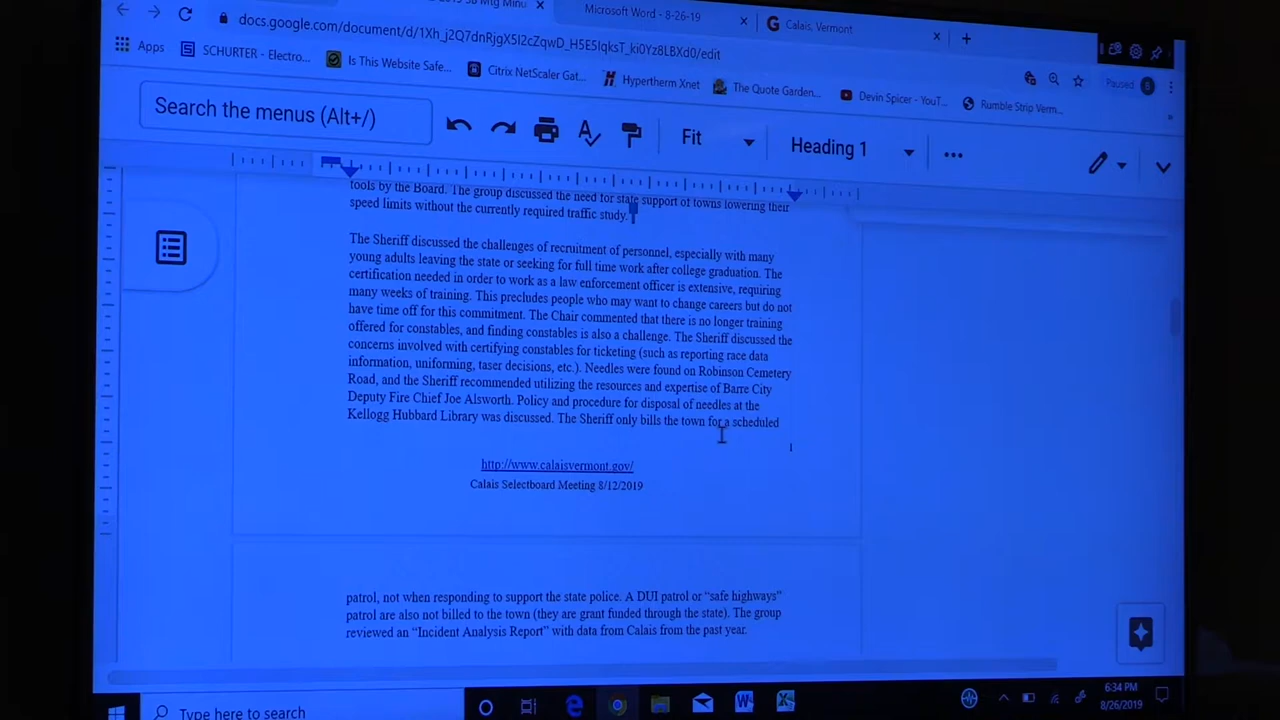 Mtg Minu
Microsoft Word - 8-26-19
Calais, Vermont
docs.google.com/document/d/1Xh_j2Q7dnRjgX5I2cZqwD_H5E5IqksT_ki0Yz8LBXd0/edit
Paused
Apps
SCHURTER - Electro...
Is This Website Safe...
Citrix NetScaler Gat...
Hypertherm Xnet
The Quote Garden...
Devin Spicer - YouT...
Rumble Strip Verm...
Search the menus (Alt+/)
Fit
Heading 1
tools by the Board. The group discussed the need for state support of towns lowering their
speed limits without the currently required traffic study.
The Sheriff discussed the challenges of recruitment of personnel, especially with many
young adults leaving the state or seeking for full time work after college graduation. The
certification needed in order to work as a law enforcement officer is extensive, requiring
many weeks of training. This precludes people who may want to change careers but do not
have time off for this commitment. The Chair commented that there is no longer training
offered for constables, and finding constables is also a challenge. The Sheriff discussed the
concerns involved with certifying constables for ticketing (such as reporting race data
information, uniforming, taser decisions, etc.). Needles were found on Robinson Cemetery
Road, and the Sheriff recommended utilizing the resources and expertise of Barre City
Deputy Fire Chief Joe Alsworth. Policy and procedure for disposal of needles at the
Kellogg Hubbard Library was discussed. The Sheriff only bills the town for a scheduled
1
http://www.calaisvermont.gov/
Calais Selectboard Meeting 8/12/2019
patrol, not when responding to support the state police. A DUI patrol or “safe highways”
patrol are also not billed to the town (they are grant funded through the state). The group
reviewed an “Incident Analysis Report” with data from Calais from the past year.
Type here to search
6:34 PM
8/26/2019